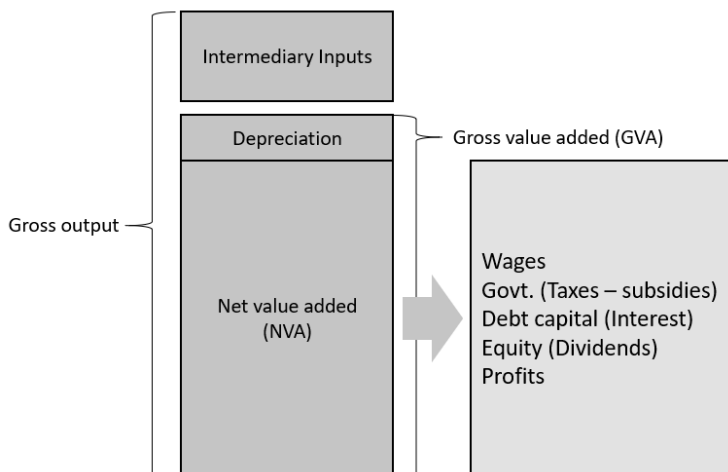 Intermediary Inputs
Depreciation
Gross value added (GVA)
Gross output
Net value added
(NVA)
Wages
Govt. (Taxes – subsidies)
Debt capital (Interest)
Equity (Dividends)
Profits